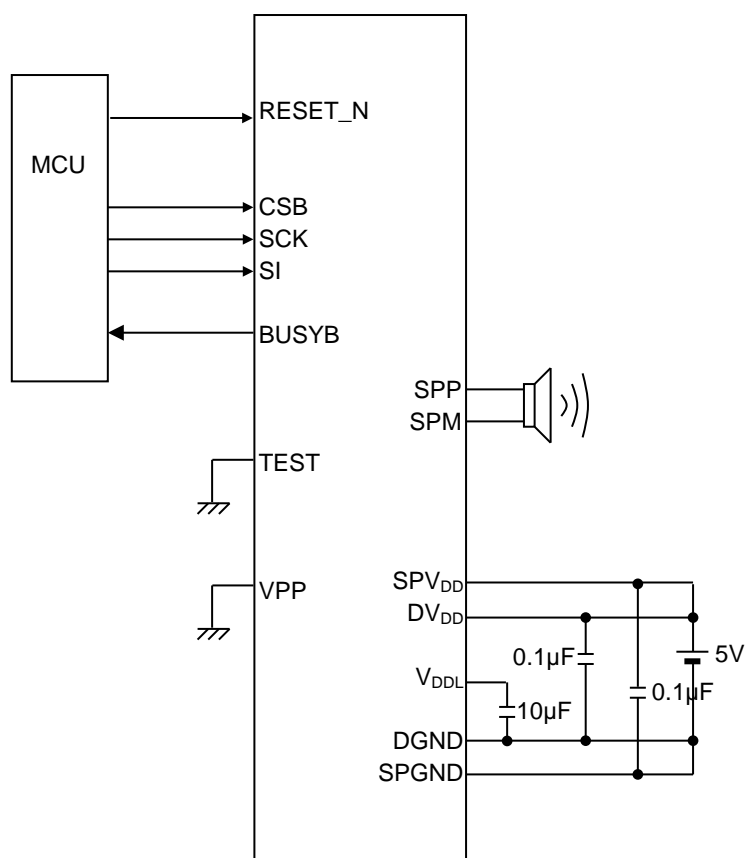 RESET_N
MCU
CSB
SCK
SI
BUSYB
SPP
SPM
TEST
SPVDD
VPP
DVDD
0.1µF
5V
VDDL
0.1µF
10µF
DGND
SPGND